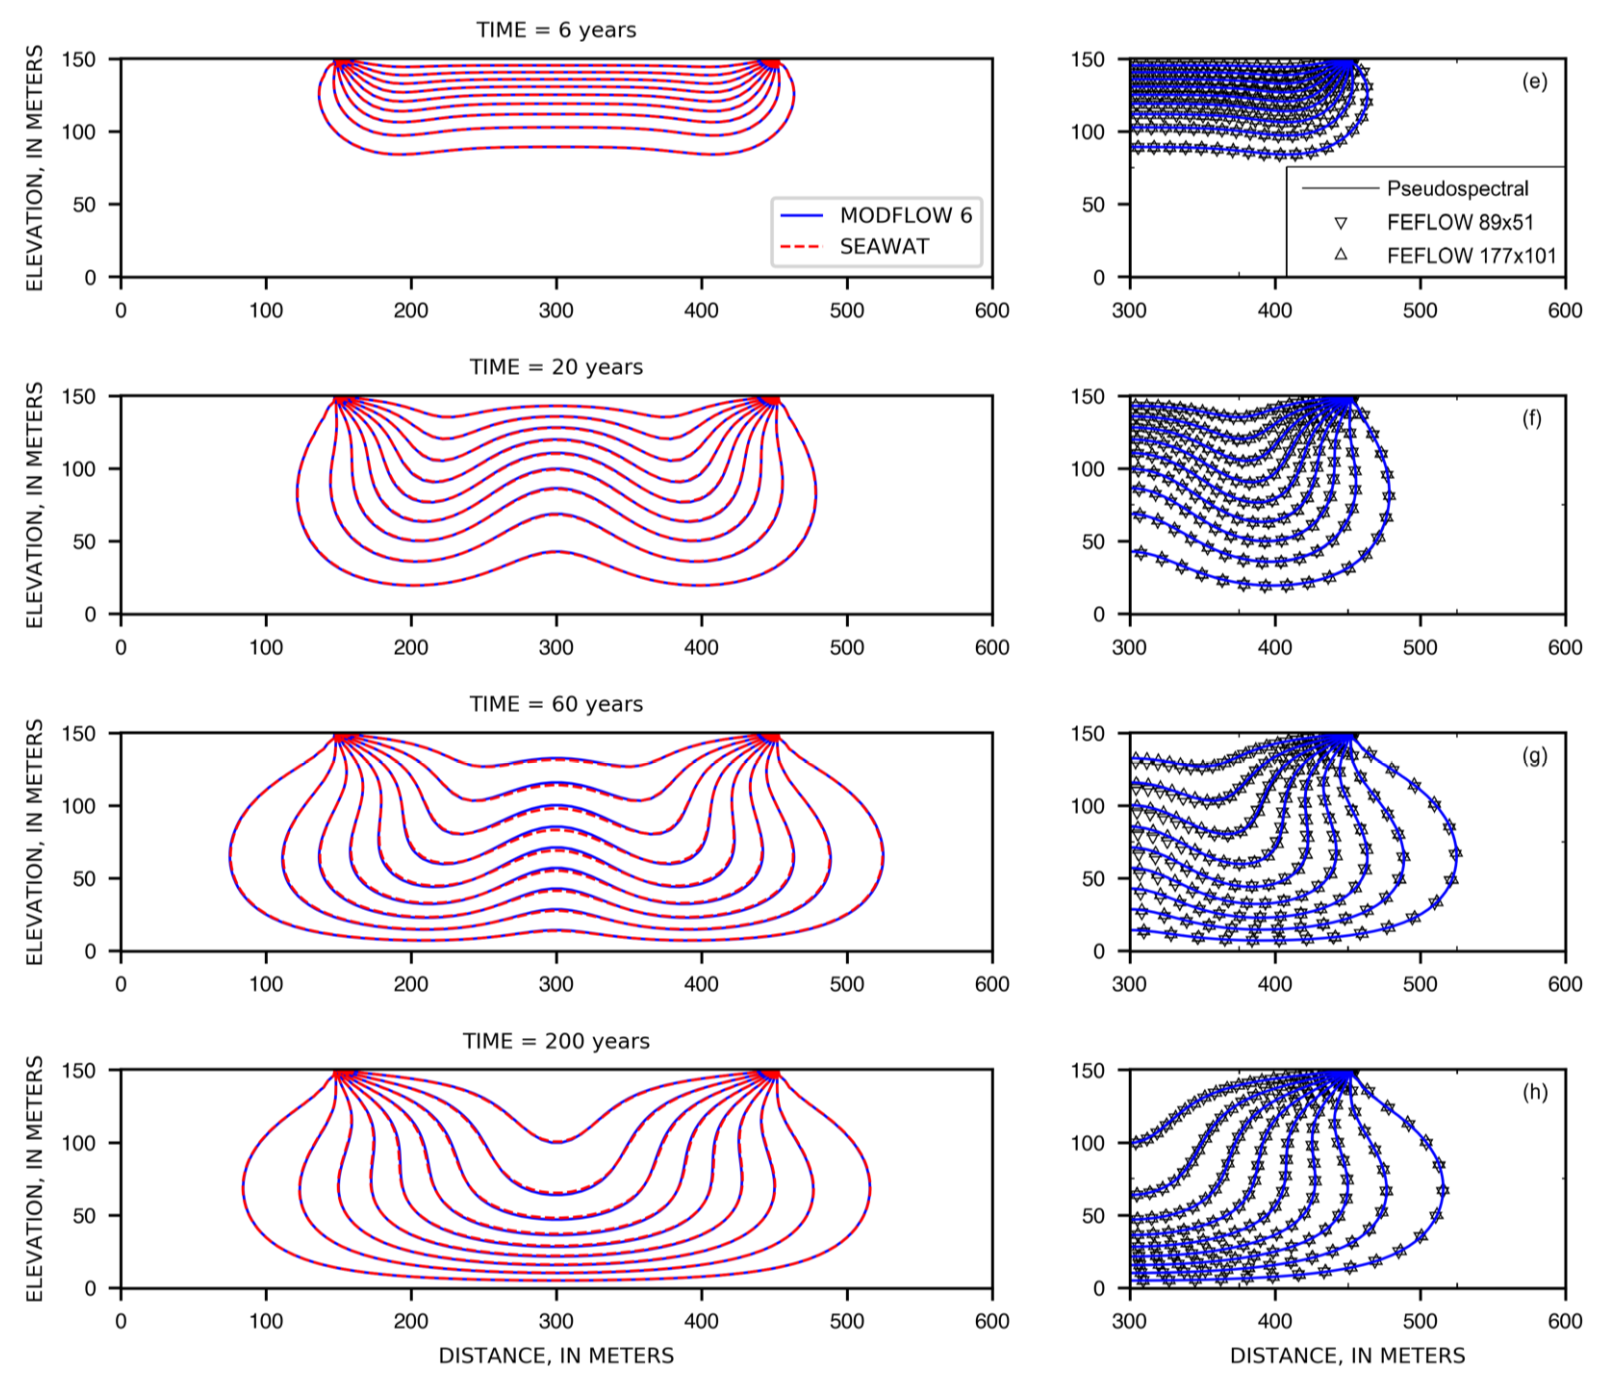 TIME = 6 years
ELEVATION, IN METERS
150
100
50
0
0 100 200 300 400 500 600
MODFLOW 6
SEAWAT
150
100
50
0
300 400 500 600
(e)
Pseudospectral
FEFLOW 89x51
FEFLOW 177x101
TIME = 20 years
ELEVATION, IN METERS
150
100
50
0
0 100 200 300 400 500 600
150
100
50
0
300 400 500 600
(f)
TIME = 60 years
ELEVATION, IN METERS
150
100
50
0
0 100 200 300 400 500 600
150
100
50
0
300 400 500 600
(g)
TIME = 200 years
ELEVATION, IN METERS
150
100
50
0
0 100 200 300 400 500 600
DISTANCE, IN METERS
150
100
50
0
300 400 500 600
(h)
DISTANCE, IN METERS